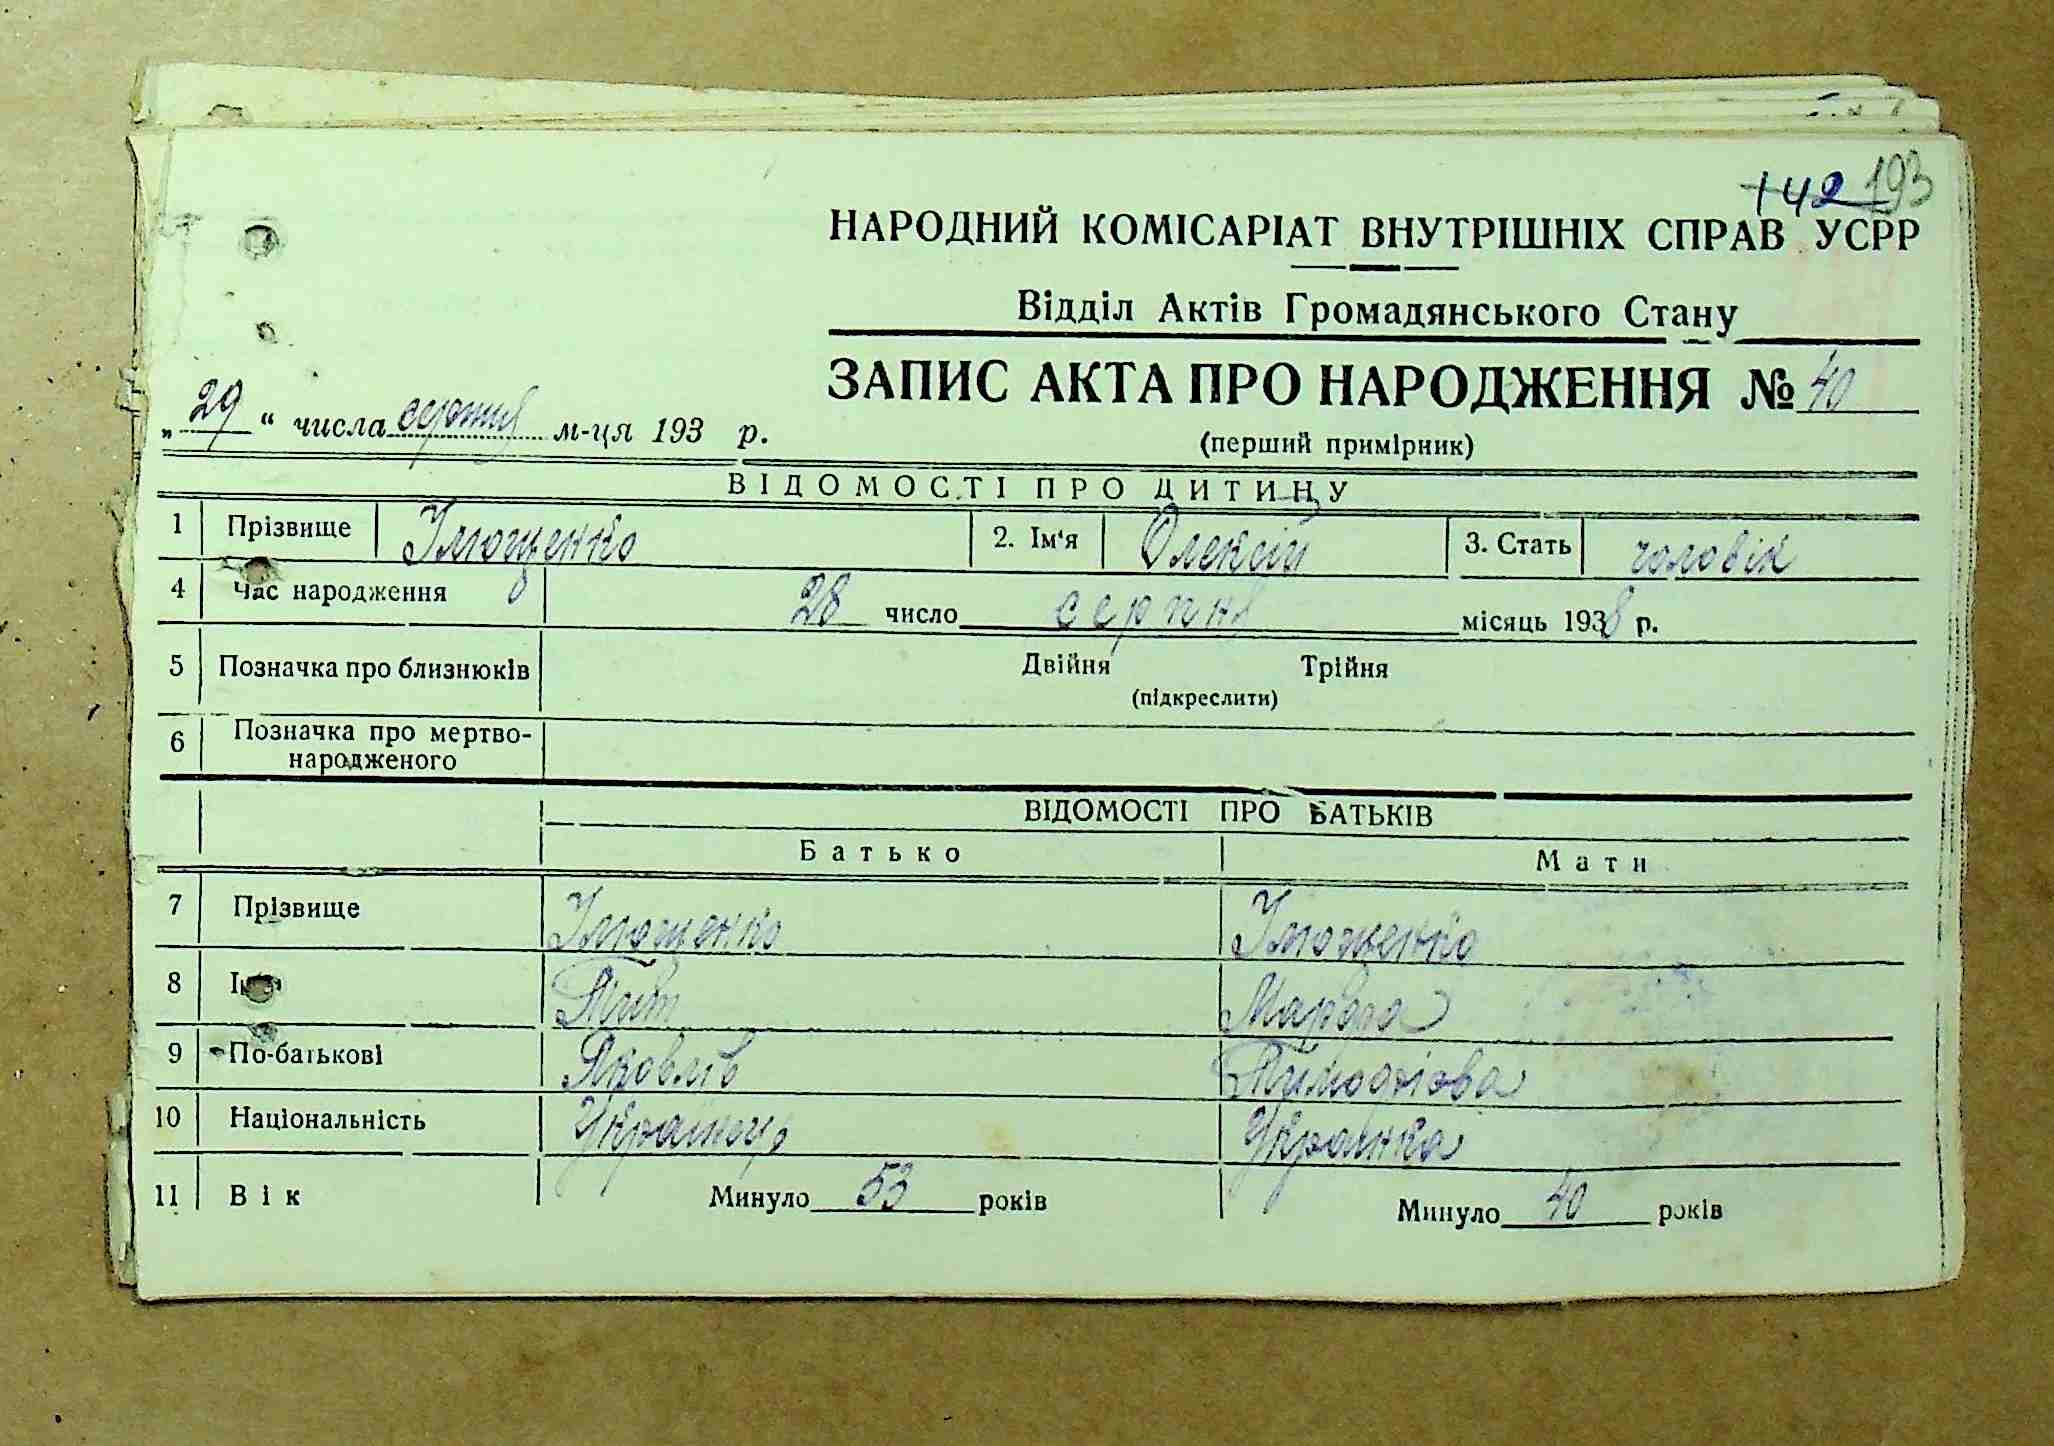 142 193
НАРОДНИЙ КОМІСАРІАТ ВНУТРІШНІХ СПРАВ УСРР
Відділ Актів Громадянського Стану
ЗАПИС АКТА ПРО НАРОДЖЕННЯ № 40
„29“ числа серпня м-ця 193 р.
(перший примірник)
ВІДОМОСТІ ПРО ДИТИНУ
1 Прізвище 2. Ім'я Олексій 3. Стать чоловік
4 Час народження 28 число серпня місяць 1938 р.
5 Позначка про близнюків Двійня Трійня
(підкреслити)
6 Позначка про мертво-
народженого
ВІДОМОСТІ ПРО БАТЬКІВ
Батько Мати
7 Прізвище
8 Тит Марфа
9 По-батькові Яковлів Тимофієва
10 Національність Українец Українка
11 Вік Минуло 53 років Минуло 40 років